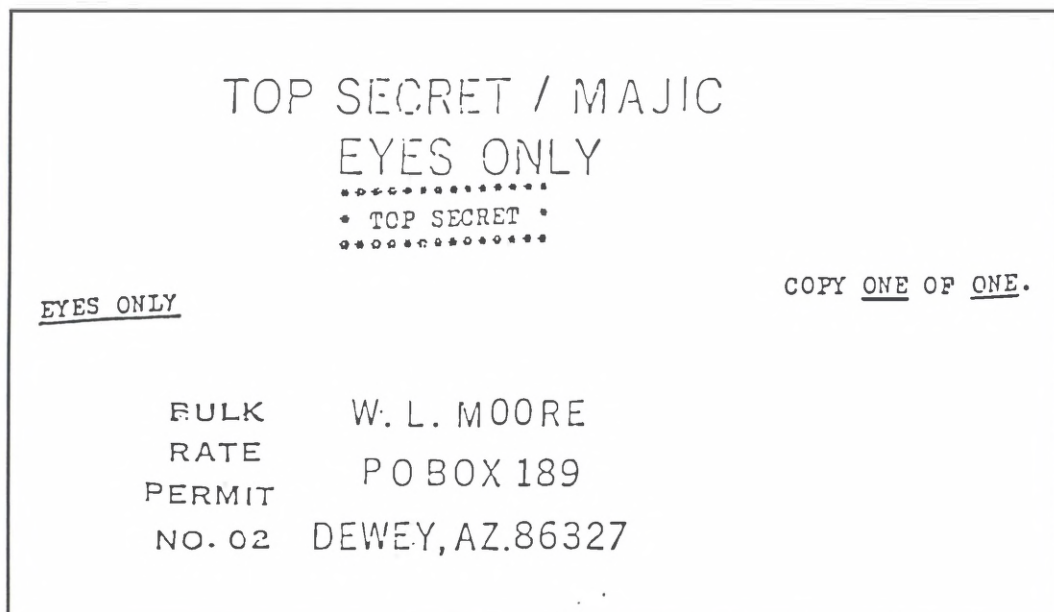 TOP SECRET / MAJIC
EYES ONLY
* TOP SECRET *
EYES ONLY
COPY ONE OF ONE.
BULK
RATE
PERMIT
NO. 02
W. L. MOORE
P O BOX 189
DEWEY, AZ. 86327